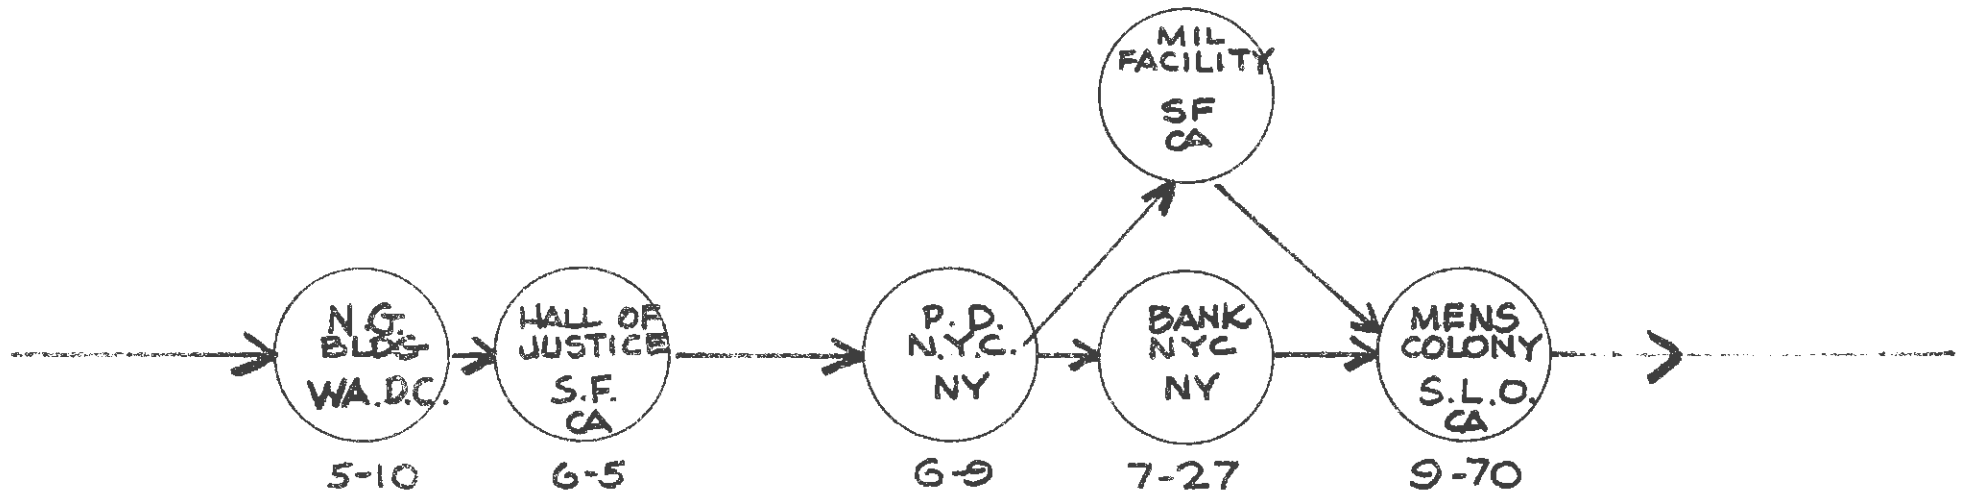 MIL
FACILITY
SF
CA
N.G.
BLDG
WA. D.C.
5-10
HALL OF
JUSTICE
S.F.
CA
6-5
P. D.
N.Y.C.
NY
6-9
BANK
NYC
NY
7-27
MENS
COLONY
S.L.O.
CA
9-70